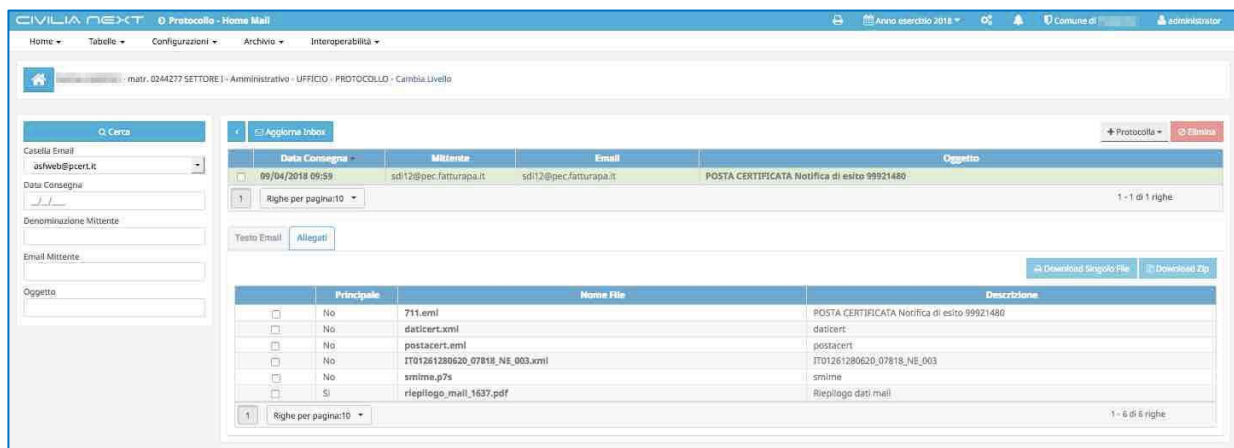 CIVILIA NEXT Protocollo - Home Mail Anno esercizio 2018 Comune di administrator
Home Tabelle Configurazioni Archivio Interoperabilità
- matr. 0244277 SETTORE I - Amministrativo - UFFICIO - PROTOCOLLO - Cambia Livello
Cerca
Casella Email
asfweb@pcert.it
Data Consegna
_/_/__
Denominazione Mittente
Email Mittente
Oggetto
Aggiorna Inbox + Protocolla Elimina
Data Consegna Mittente Email Oggetto
09/04/2018 09:59 sdi12@pec.fatturapa.it sdi12@pec.fatturapa.it POSTA CERTIFICATA Notifica di esito 99921480
1 Righe per pagina:10 1 - 1 di 1 righe
Testo Email Allegati
Download Singolo File Download Zip
Principale Nome File Descrizione
No 711.eml POSTA CERTIFICATA Notifica di esito 99921480
No daticert.xml daticert
No postacert.eml postacert
No IT01261280620_07818_NE_003.xml IT01261280620_07818_NE_003
No smime.p7s smime
Si riepilogo_mail_1637.pdf Riepilogo dati mail
1 Righe per pagina:10 1 - 6 di 6 righe